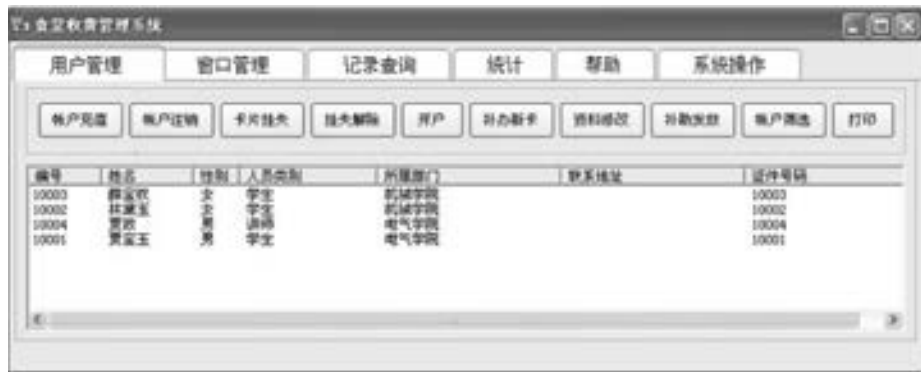 食堂收费管理系统
用户管理 窗口管理 记录查询 统计 帮助 系统操作
帐户充值 帐户注销 卡片挂失 挂失解除 开户 补办新卡 资料修改 补助发放 帐户筛选 打印
编号 姓名 性别 人员类别 所属部门 联系地址 证件号码
10003 薛宝钗 女 学生 机械学院 10003
10002 林黛玉 女 学生 机械学院 10002
10004 贾政 男 讲师 电气学院 10004
10001 贾宝玉 男 学生 电气学院 10001